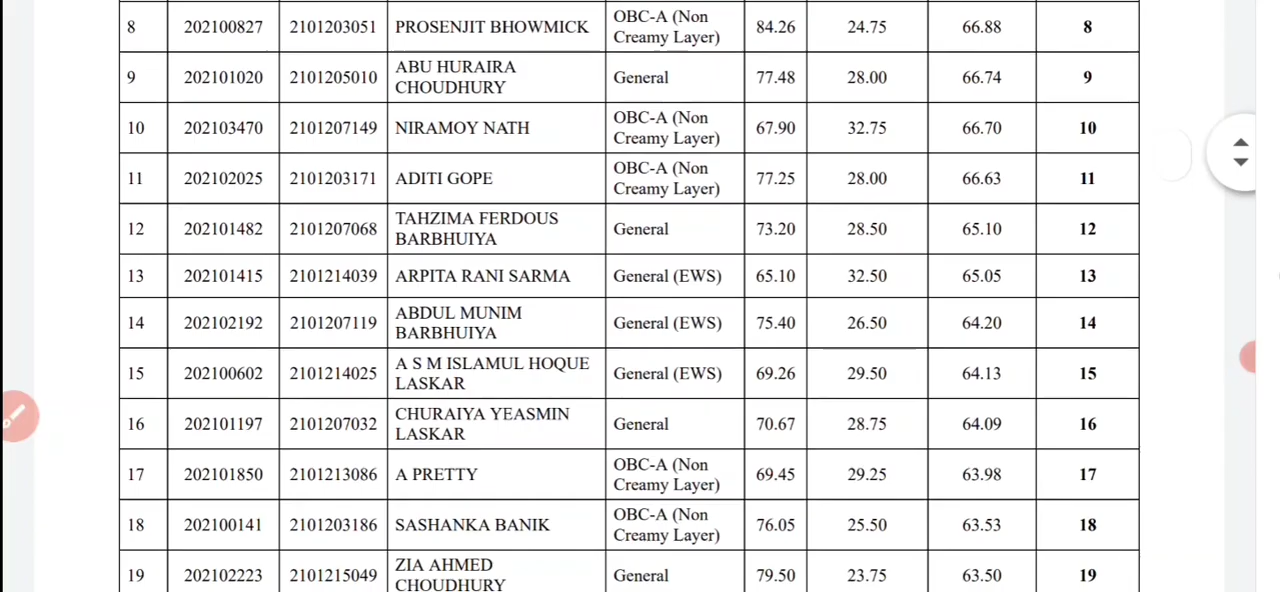 8 202100827 2101203051 PROSENJIT BHOWMICK OBC-A (Non Creamy Layer) 84.26 24.75 66.88 8
9 202101020 2101205010 ABU HURAIRA CHOUDHURY General 77.48 28.00 66.74 9
10 202103470 2101207149 NIRAMOY NATH OBC-A (Non Creamy Layer) 67.90 32.75 66.70 10
11 202102025 2101203171 ADITI GOPE OBC-A (Non Creamy Layer) 77.25 28.00 66.63 11
12 202101482 2101207068 TAHZIMA FERDOUS BARBHUIYA General 73.20 28.50 65.10 12
13 202101415 2101214039 ARPITA RANI SARMA General (EWS) 65.10 32.50 65.05 13
14 202102192 2101207119 ABDUL MUNIM BARBHUIYA General (EWS) 75.40 26.50 64.20 14
15 202100602 2101214025 A S M ISLAMUL HOQUE LASKAR General (EWS) 69.26 29.50 64.13 15
16 202101197 2101207032 CHURAIYA YEASMIN LASKAR General 70.67 28.75 64.09 16
17 202101850 2101213086 A PRETTY OBC-A (Non Creamy Layer) 69.45 29.25 63.98 17
18 202100141 2101203186 SASHANKA BANIK OBC-A (Non Creamy Layer) 76.05 25.50 63.53 18
19 202102223 2101215049 ZIA AHMED CHOUDHURY General 79.50 23.75 63.50 19